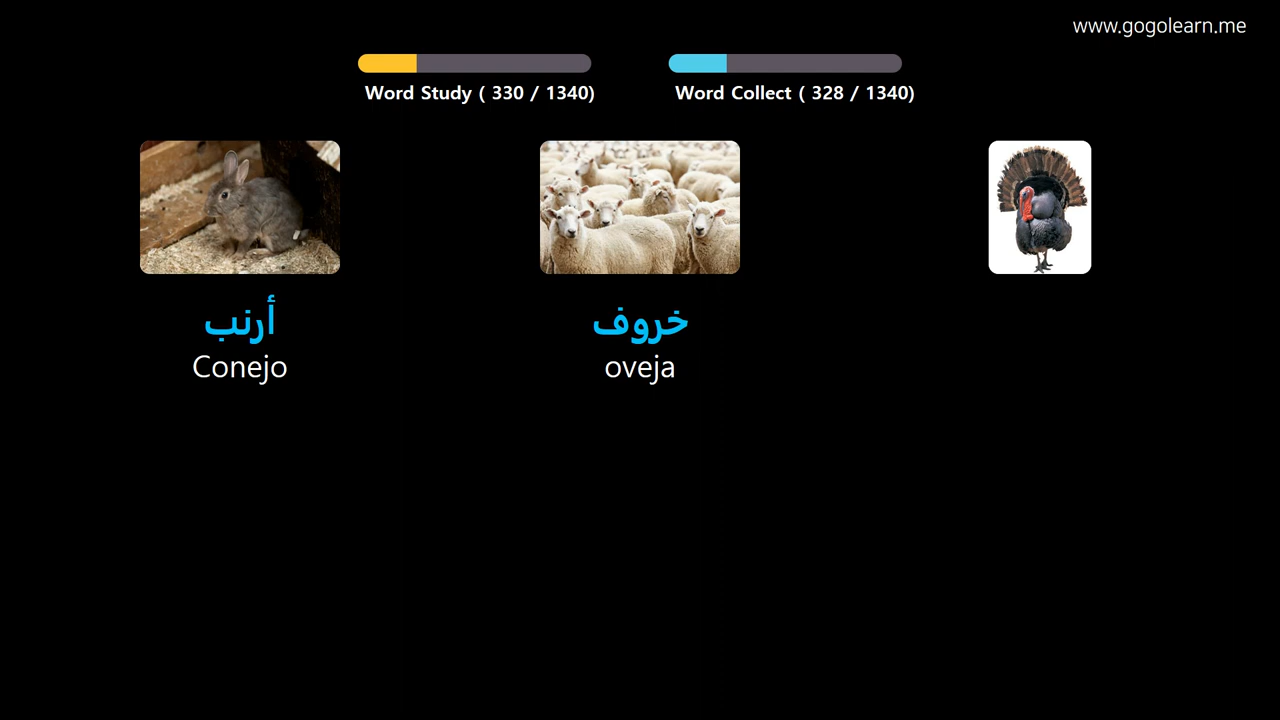 www.gogolearn.me
Word Study ( 330 / 1340)
Word Collect ( 328 / 1340)
أرنب
Conejo
خروف
oveja